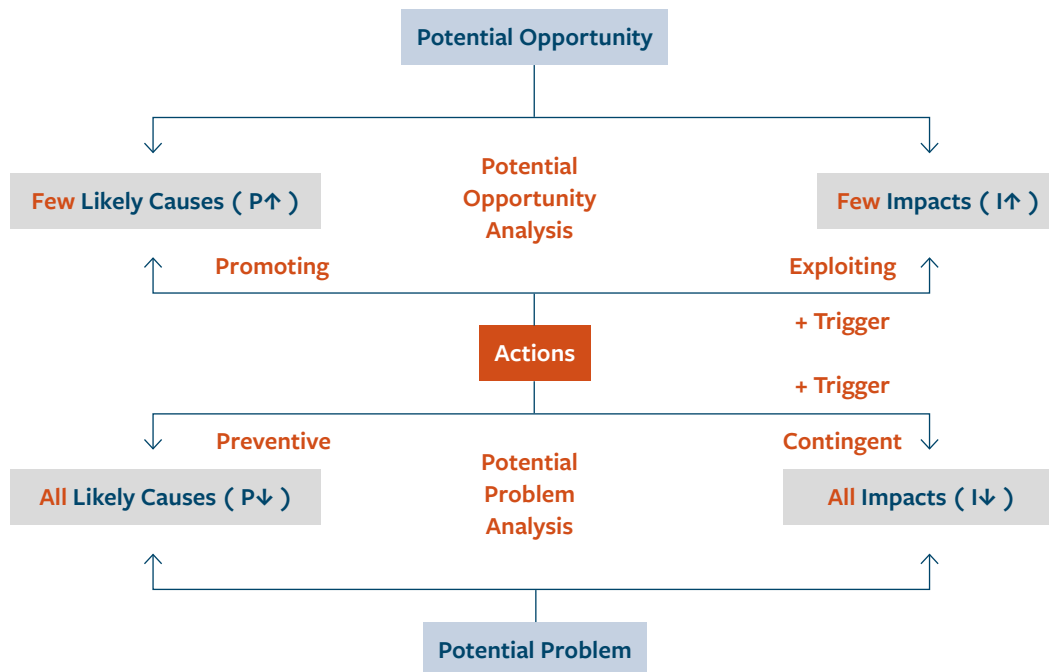 Potential Opportunity
Few Likely Causes ( P↑ )
Potential
Opportunity
Analysis
Few Impacts ( I↑ )
Promoting
Exploiting
+ Trigger
Actions
+ Trigger
Preventive
Contingent
All Likely Causes ( P↓ )
Potential
Problem
Analysis
All Impacts ( I↓ )
Potential Problem